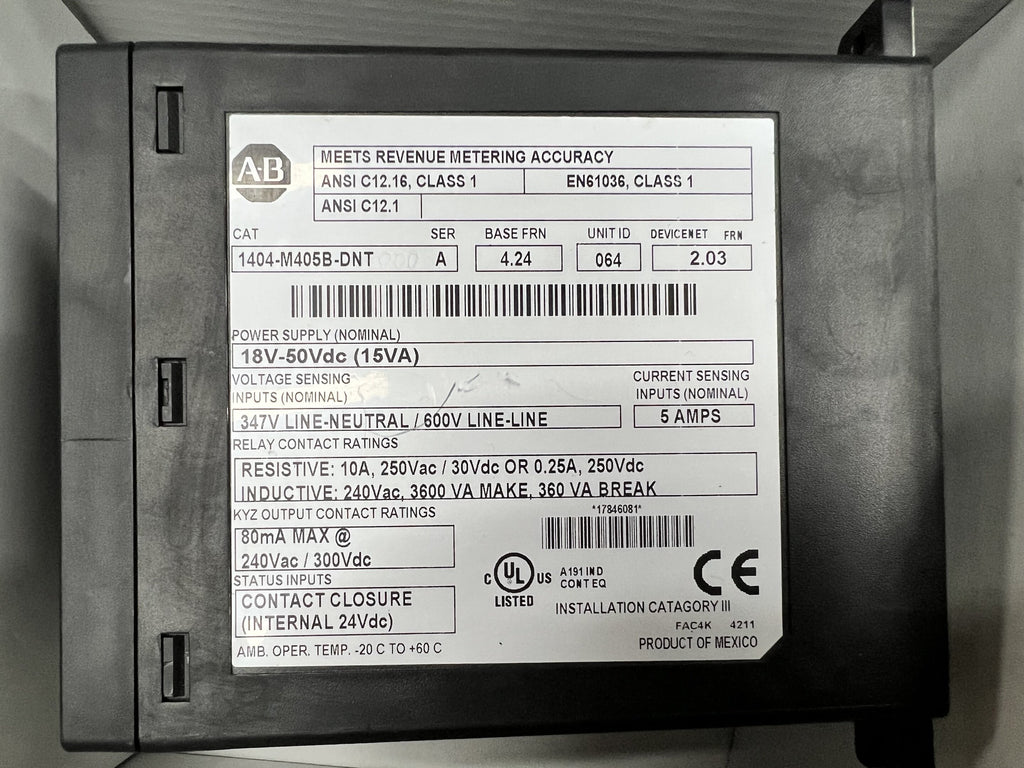 AB
MEETS REVENUE METERING ACCURACY
ANSI C12.16, CLASS 1 EN61036, CLASS 1
ANSI C12.1
CAT SER BASE FRN UNIT ID DEVICENET FRN
1404-M405B-DNT A 4.24 064 2.03
POWER SUPPLY (NOMINAL)
18V-50Vdc (15VA)
VOLTAGE SENSING CURRENT SENSING
INPUTS (NOMINAL) INPUTS (NOMINAL)
347V LINE-NEUTRAL / 600V LINE-LINE 5 AMPS
RELAY CONTACT RATINGS
RESISTIVE: 10A, 250Vac / 30Vdc OR 0.25A, 250Vdc
INDUCTIVE: 240Vac, 3600 VA MAKE, 360 VA BREAK
KYZ OUTPUT CONTACT RATINGS *17846081*
80mA MAX @
240Vac / 300Vdc
STATUS INPUTS
CONTACT CLOSURE
(INTERNAL 24Vdc)
AMB. OPER. TEMP. -20 C TO +60 C
C UL US
LISTED
A191 IND
CONT EQ
CE
INSTALLATION CATAGORY III
FAC4K 4211
PRODUCT OF MEXICO